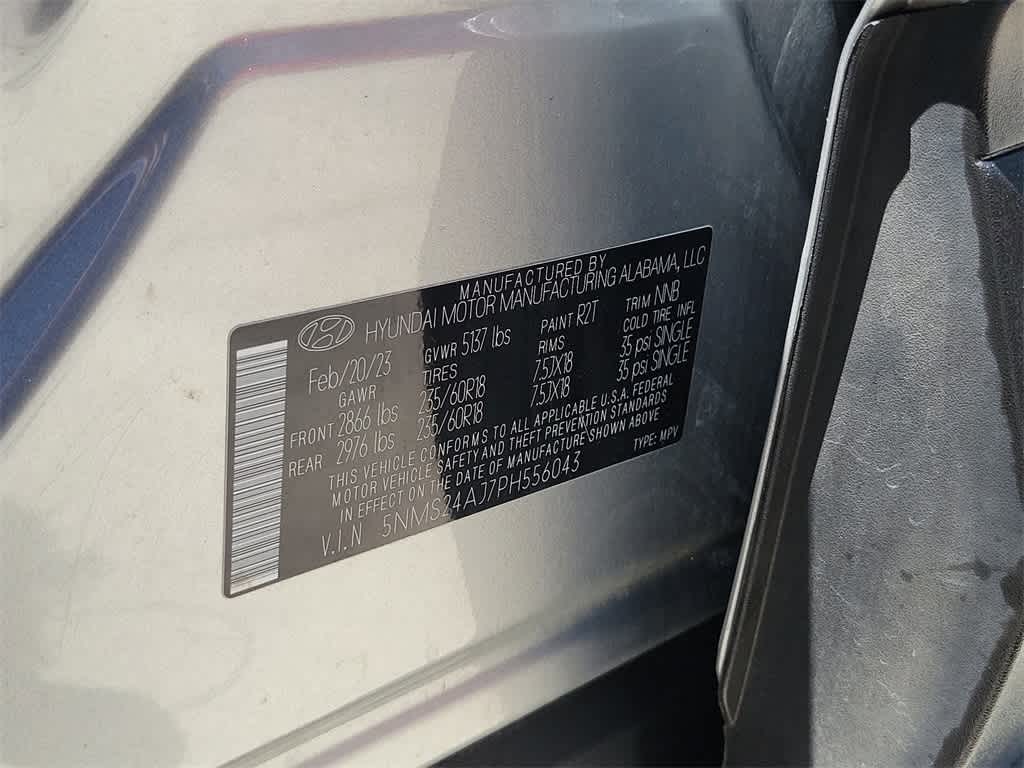 MANUFACTURED BY
HYUNDAI MOTOR MANUFACTURING ALABAMA, LLC
Feb/20/23 GVWR 5137 lbs PAINT R2T TRIM NNB
GAWR TIRES RIMS COLD TIRE INFL
FRONT 2866 lbs 235/60R18 7.5JX18 35 psi SINGLE
REAR 2976 lbs 235/60R18 7.5JX18 35 psi SINGLE
THIS VEHICLE CONFORMS TO ALL APPLICABLE U.S.A. FEDERAL
MOTOR VEHICLE SAFETY AND THEFT PREVENTION STANDARDS
IN EFFECT ON THE DATE OF MANUFACTURE SHOWN ABOVE
V.I.N 5NMS24AJ7PH556043 TYPE: MPV